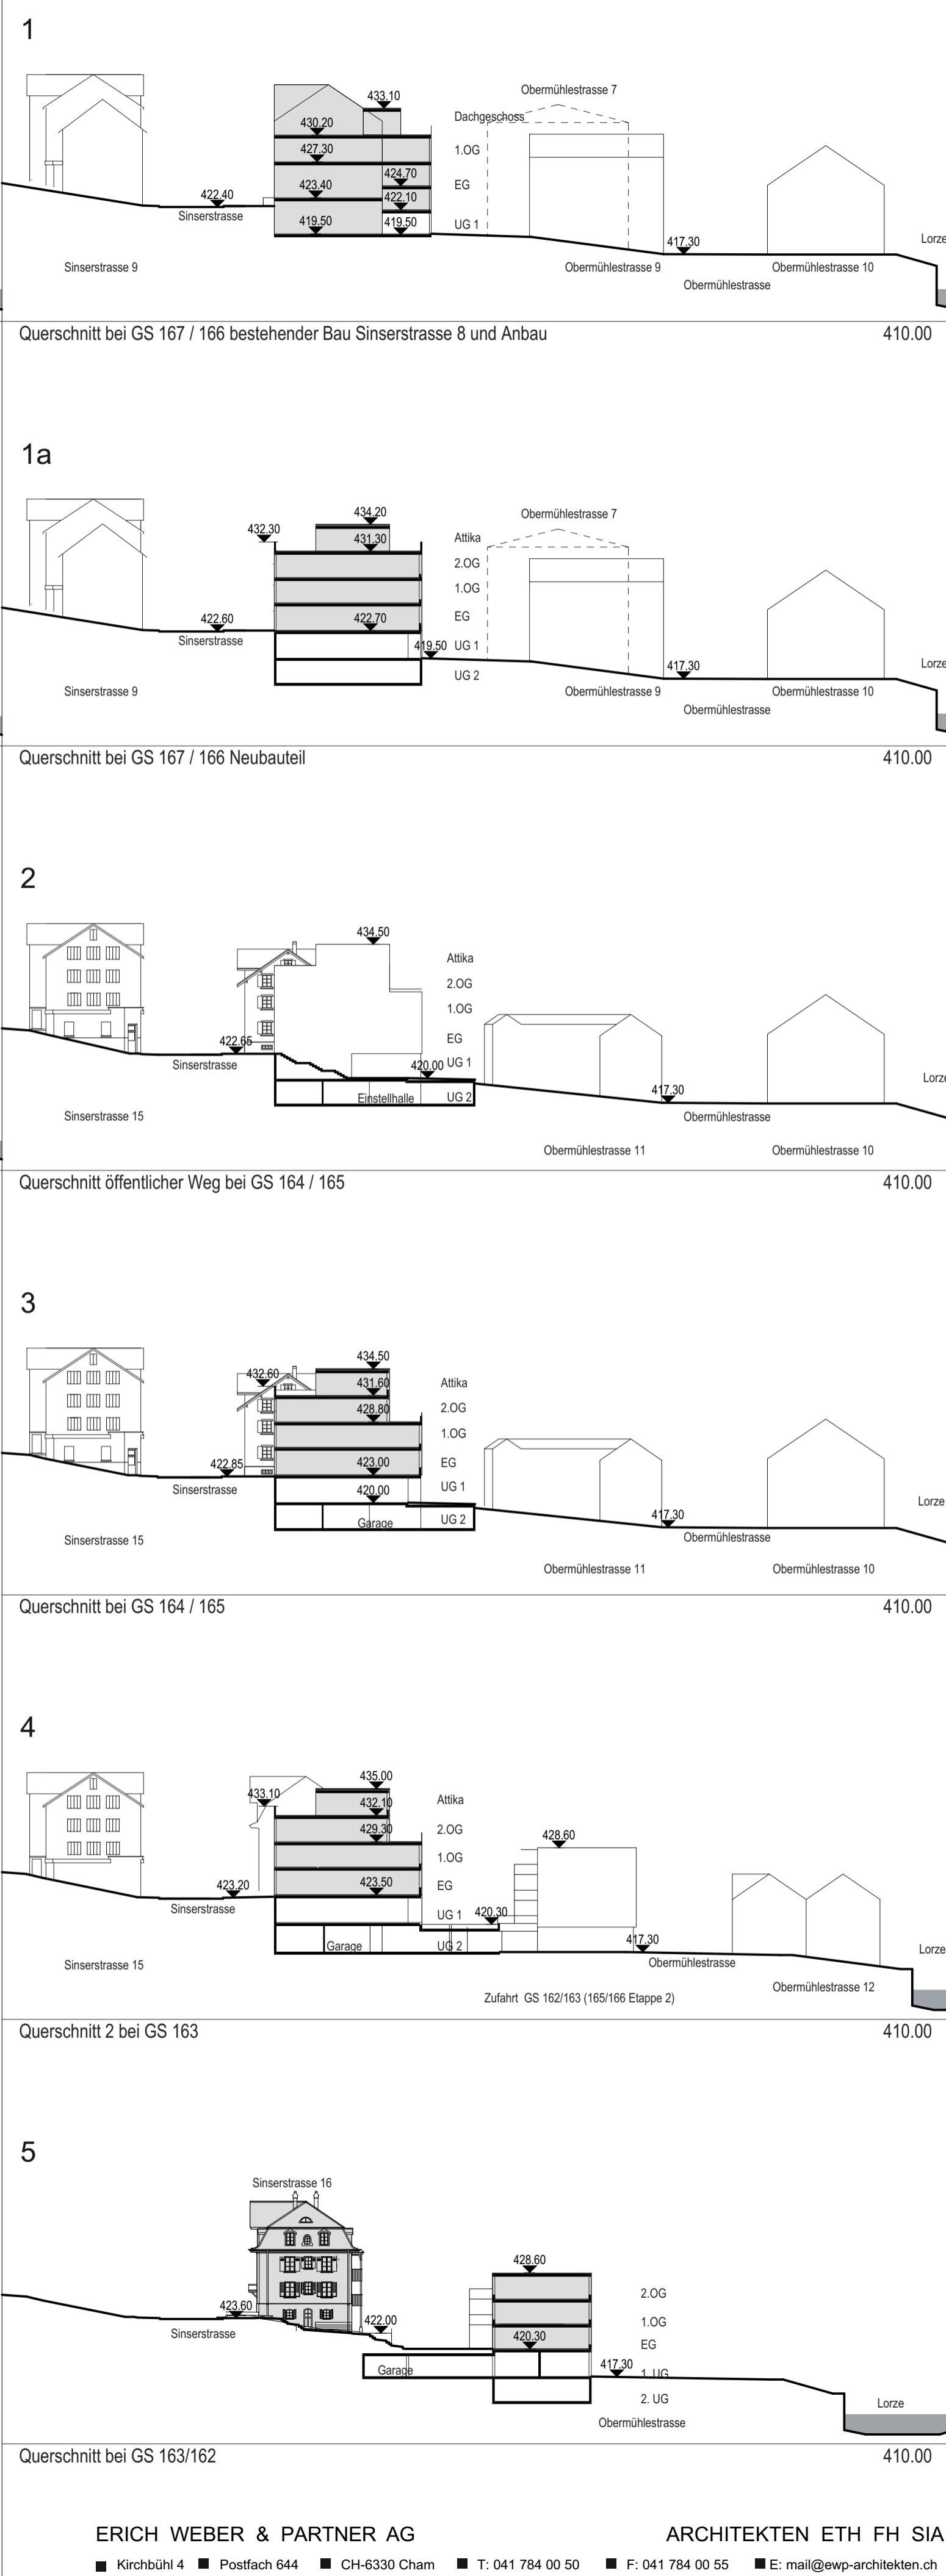 1
433.10
Obermühlestrasse 7
Dachgeschoss
430.20
427.30
1.OG
424.70
423.40
EG
422.40
422.10
Sinserstrasse
419.50
419.50
UG 1
417.30
Lorze
Sinserstrasse 9
Obermühlestrasse 9
Obermühlestrasse 10
Obermühlestrasse
Querschnitt bei GS 167 / 166 bestehender Bau Sinserstrasse 8 und Anbau
410.00
1a
434.20
Obermühlestrasse 7
432.30
431.30
Attika
2.OG
1.OG
422.60
422.70
EG
Sinserstrasse
419.50
UG 1
417.30
Lorze
UG 2
Sinserstrasse 9
Obermühlestrasse 9
Obermühlestrasse 10
Obermühlestrasse
Querschnitt bei GS 167 / 166 Neubauteil
410.00
2
434.50
Attika
2.OG
1.OG
422.65
EG
Sinserstrasse
420.00
UG 1
Lorze
Einstellhalle
UG 2
417.30
Sinserstrasse 15
Obermühlestrasse
Obermühlestrasse 11
Obermühlestrasse 10
Querschnitt öffentlicher Weg bei GS 164 / 165
410.00
3
434.50
432.60
431.60
Attika
428.80
2.OG
1.OG
422.85
423.00
EG
Sinserstrasse
420.00
UG 1
Lorze
Garage
UG 2
417.30
Sinserstrasse 15
Obermühlestrasse
Obermühlestrasse 11
Obermühlestrasse 10
Querschnitt bei GS 164 / 165
410.00
4
435.00
433.10
432.10
Attika
429.30
2.OG
428.60
1.OG
423.20
423.50
EG
Sinserstrasse
UG 1
420.30
Garage
UG 2
417.30
Lorze
Sinserstrasse 15
Obermühlestrasse
Obermühlestrasse 12
Zufahrt GS 162/163 (165/166 Etappe 2)
Querschnitt 2 bei GS 163
410.00
5
Sinserstrasse 16
428.60
2.OG
423.60
422.00
1.OG
Sinserstrasse
420.30
EG
Garage
417.30
1. UG
2. UG
Lorze
Obermühlestrasse
Querschnitt bei GS 163/162
410.00
ERICH WEBER & PARTNER AG
ARCHITEKTEN ETH FH SIA
Kirchbühl 4 ■ Postfach 644 ■ CH-6330 Cham ■ T: 041 784 00 50 ■ F: 041 784 00 55 ■ E: mail@ewp-architekten.ch